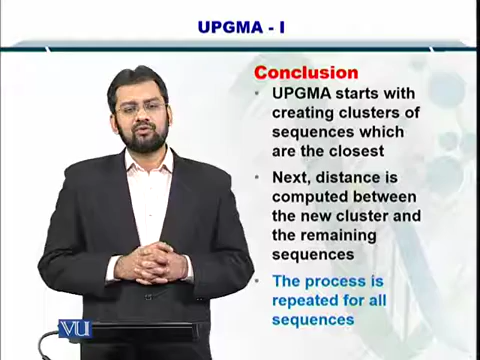 UPGMA - I
Conclusion
• UPGMA starts with
creating clusters of
sequences which
are the closest
• Next, distance is
computed between
the new cluster and
the remaining
sequences
• The process is
repeated for all
sequences
VU